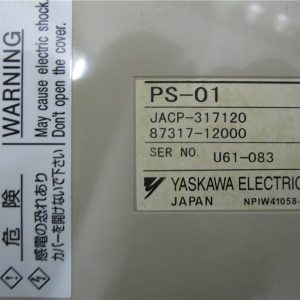 WARNING
May cause electric shock.
Don't open the cover.
危険
感電の恐れあり
カバーを開けないで下さい
PS-01
JACP-317120
87317-12000
SER NO. U61-083
YASKAWA ELECTRIC
JAPAN NPIW41058-